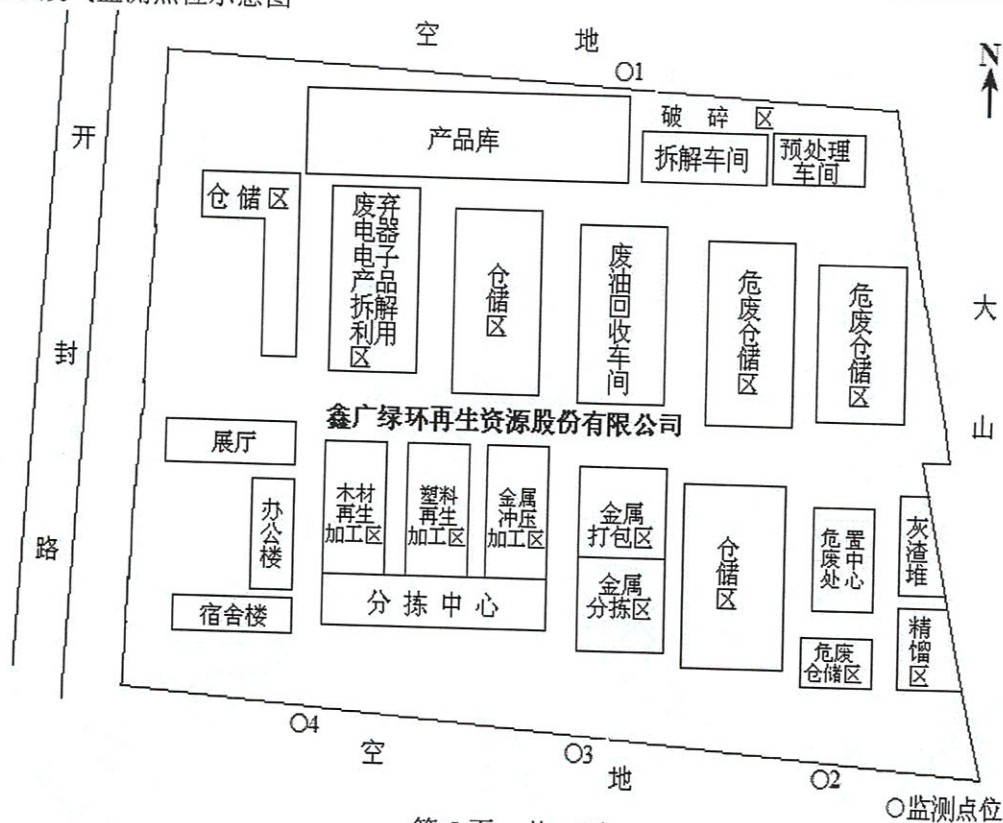 监测点位示意图
空 地
O1
N
开
封
路
破 碎 区
产品库
拆解车间
预处理
车间
仓储区
废弃
电器
电子
产品
拆解
利用
区
仓储区
废油回收车间
危废仓储区
危废仓储区
大
山
鑫广绿环再生资源股份有限公司
展厅
办公楼
宿舍楼
木材
再生
加工区
塑料
再生
加工区
金属
冲压
加工区
分 拣 中 心
金属
打包区
金属
分拣区
仓储区
危废处置中心
灰渣堆
危废
仓储区
精馏区
O4
空
O3
地
O2
O监测点位